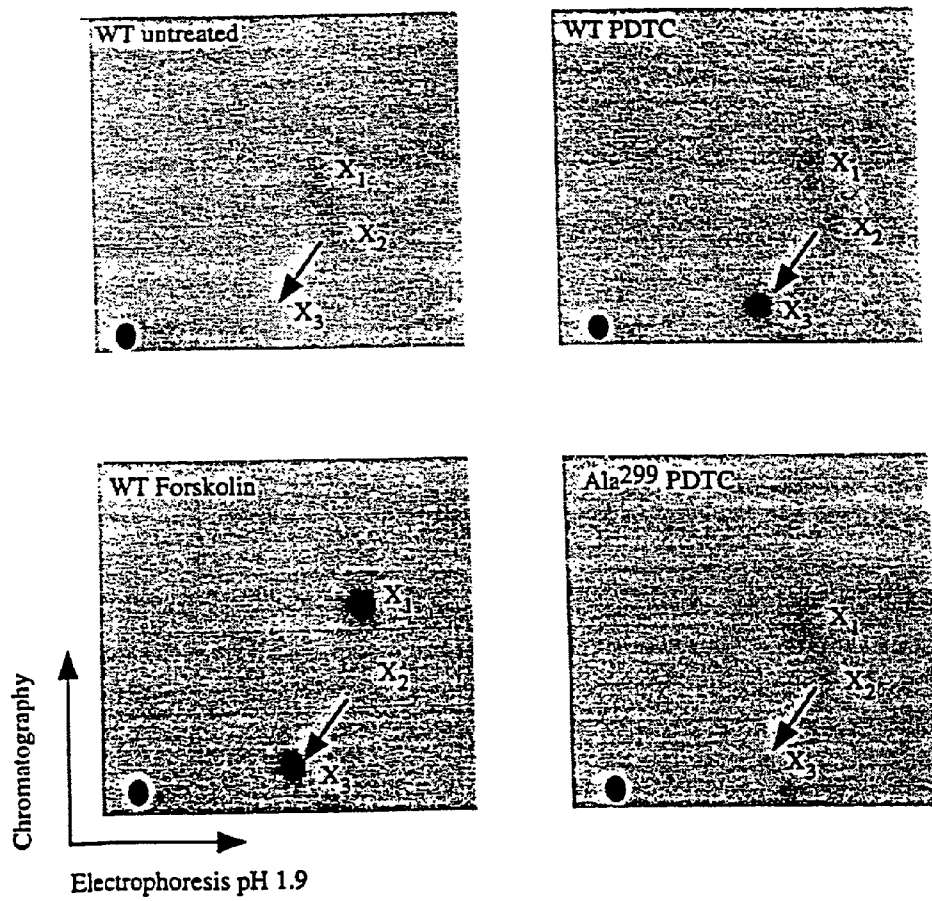 WT untreated
X₁
X₂
X₃
WT PDTC
X₁
X₂
X₃
WT Forskolin
X₁
X₂
X
Ala²⁹⁹ PDTC
X₁
X₂
X₃
Chromatography
Electrophoresis pH 1.9